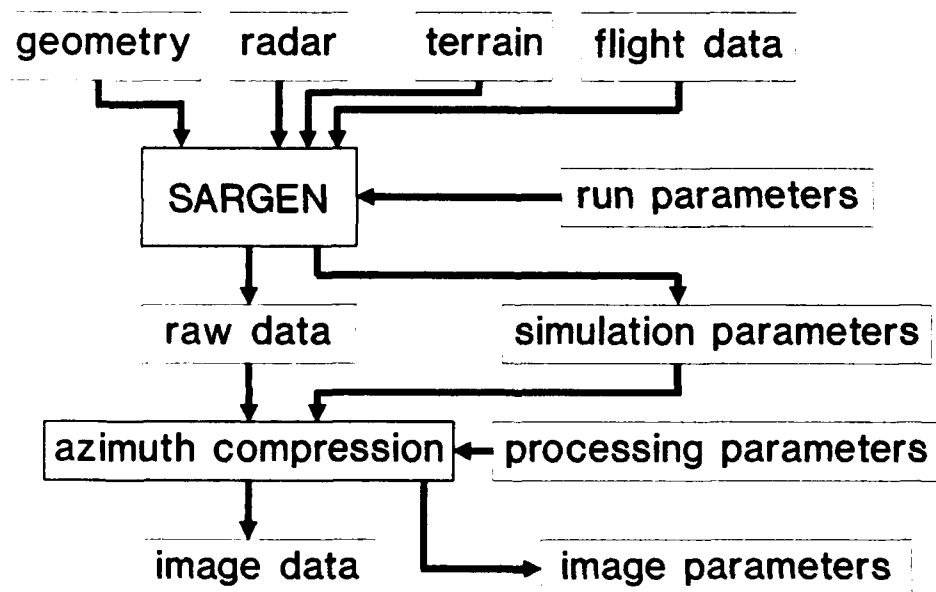 geometry radar terrain flight data
SARGEN
run parameters
raw data
simulation parameters
azimuth compression
processing parameters
image data
image parameters